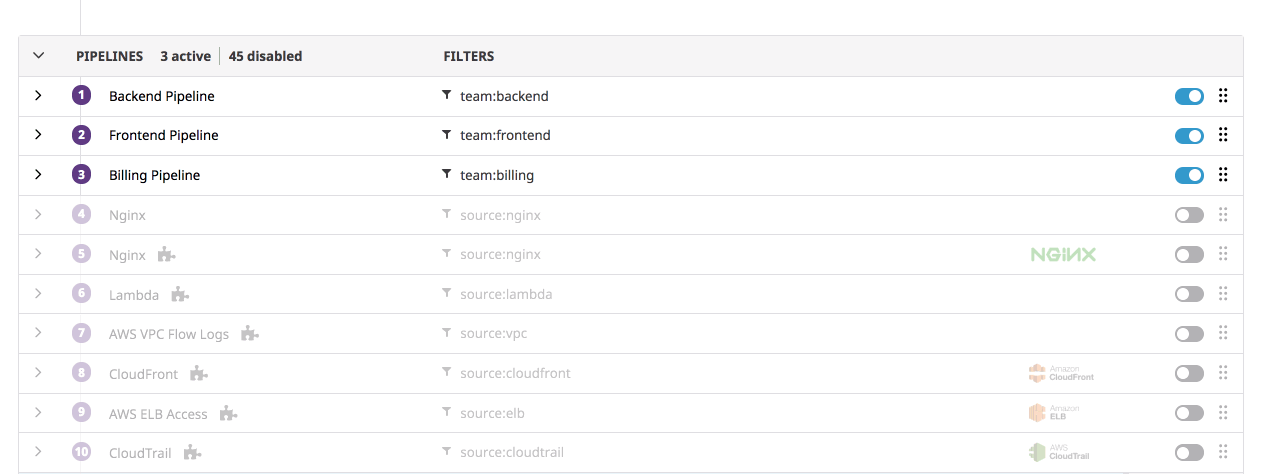 PIPELINES 3 active 45 disabled FILTERS
1 Backend Pipeline team:backend
2 Frontend Pipeline team:frontend
3 Billing Pipeline team:billing
4 Nginx source:nginx
5 Nginx source:nginx NGINX
6 Lambda source:lambda
7 AWS VPC Flow Logs source:vpc
8 CloudFront source:cloudfront Amazon CloudFront
9 AWS ELB Access source:elb Amazon ELB
10 CloudTrail source:cloudtrail AWS CloudTrail